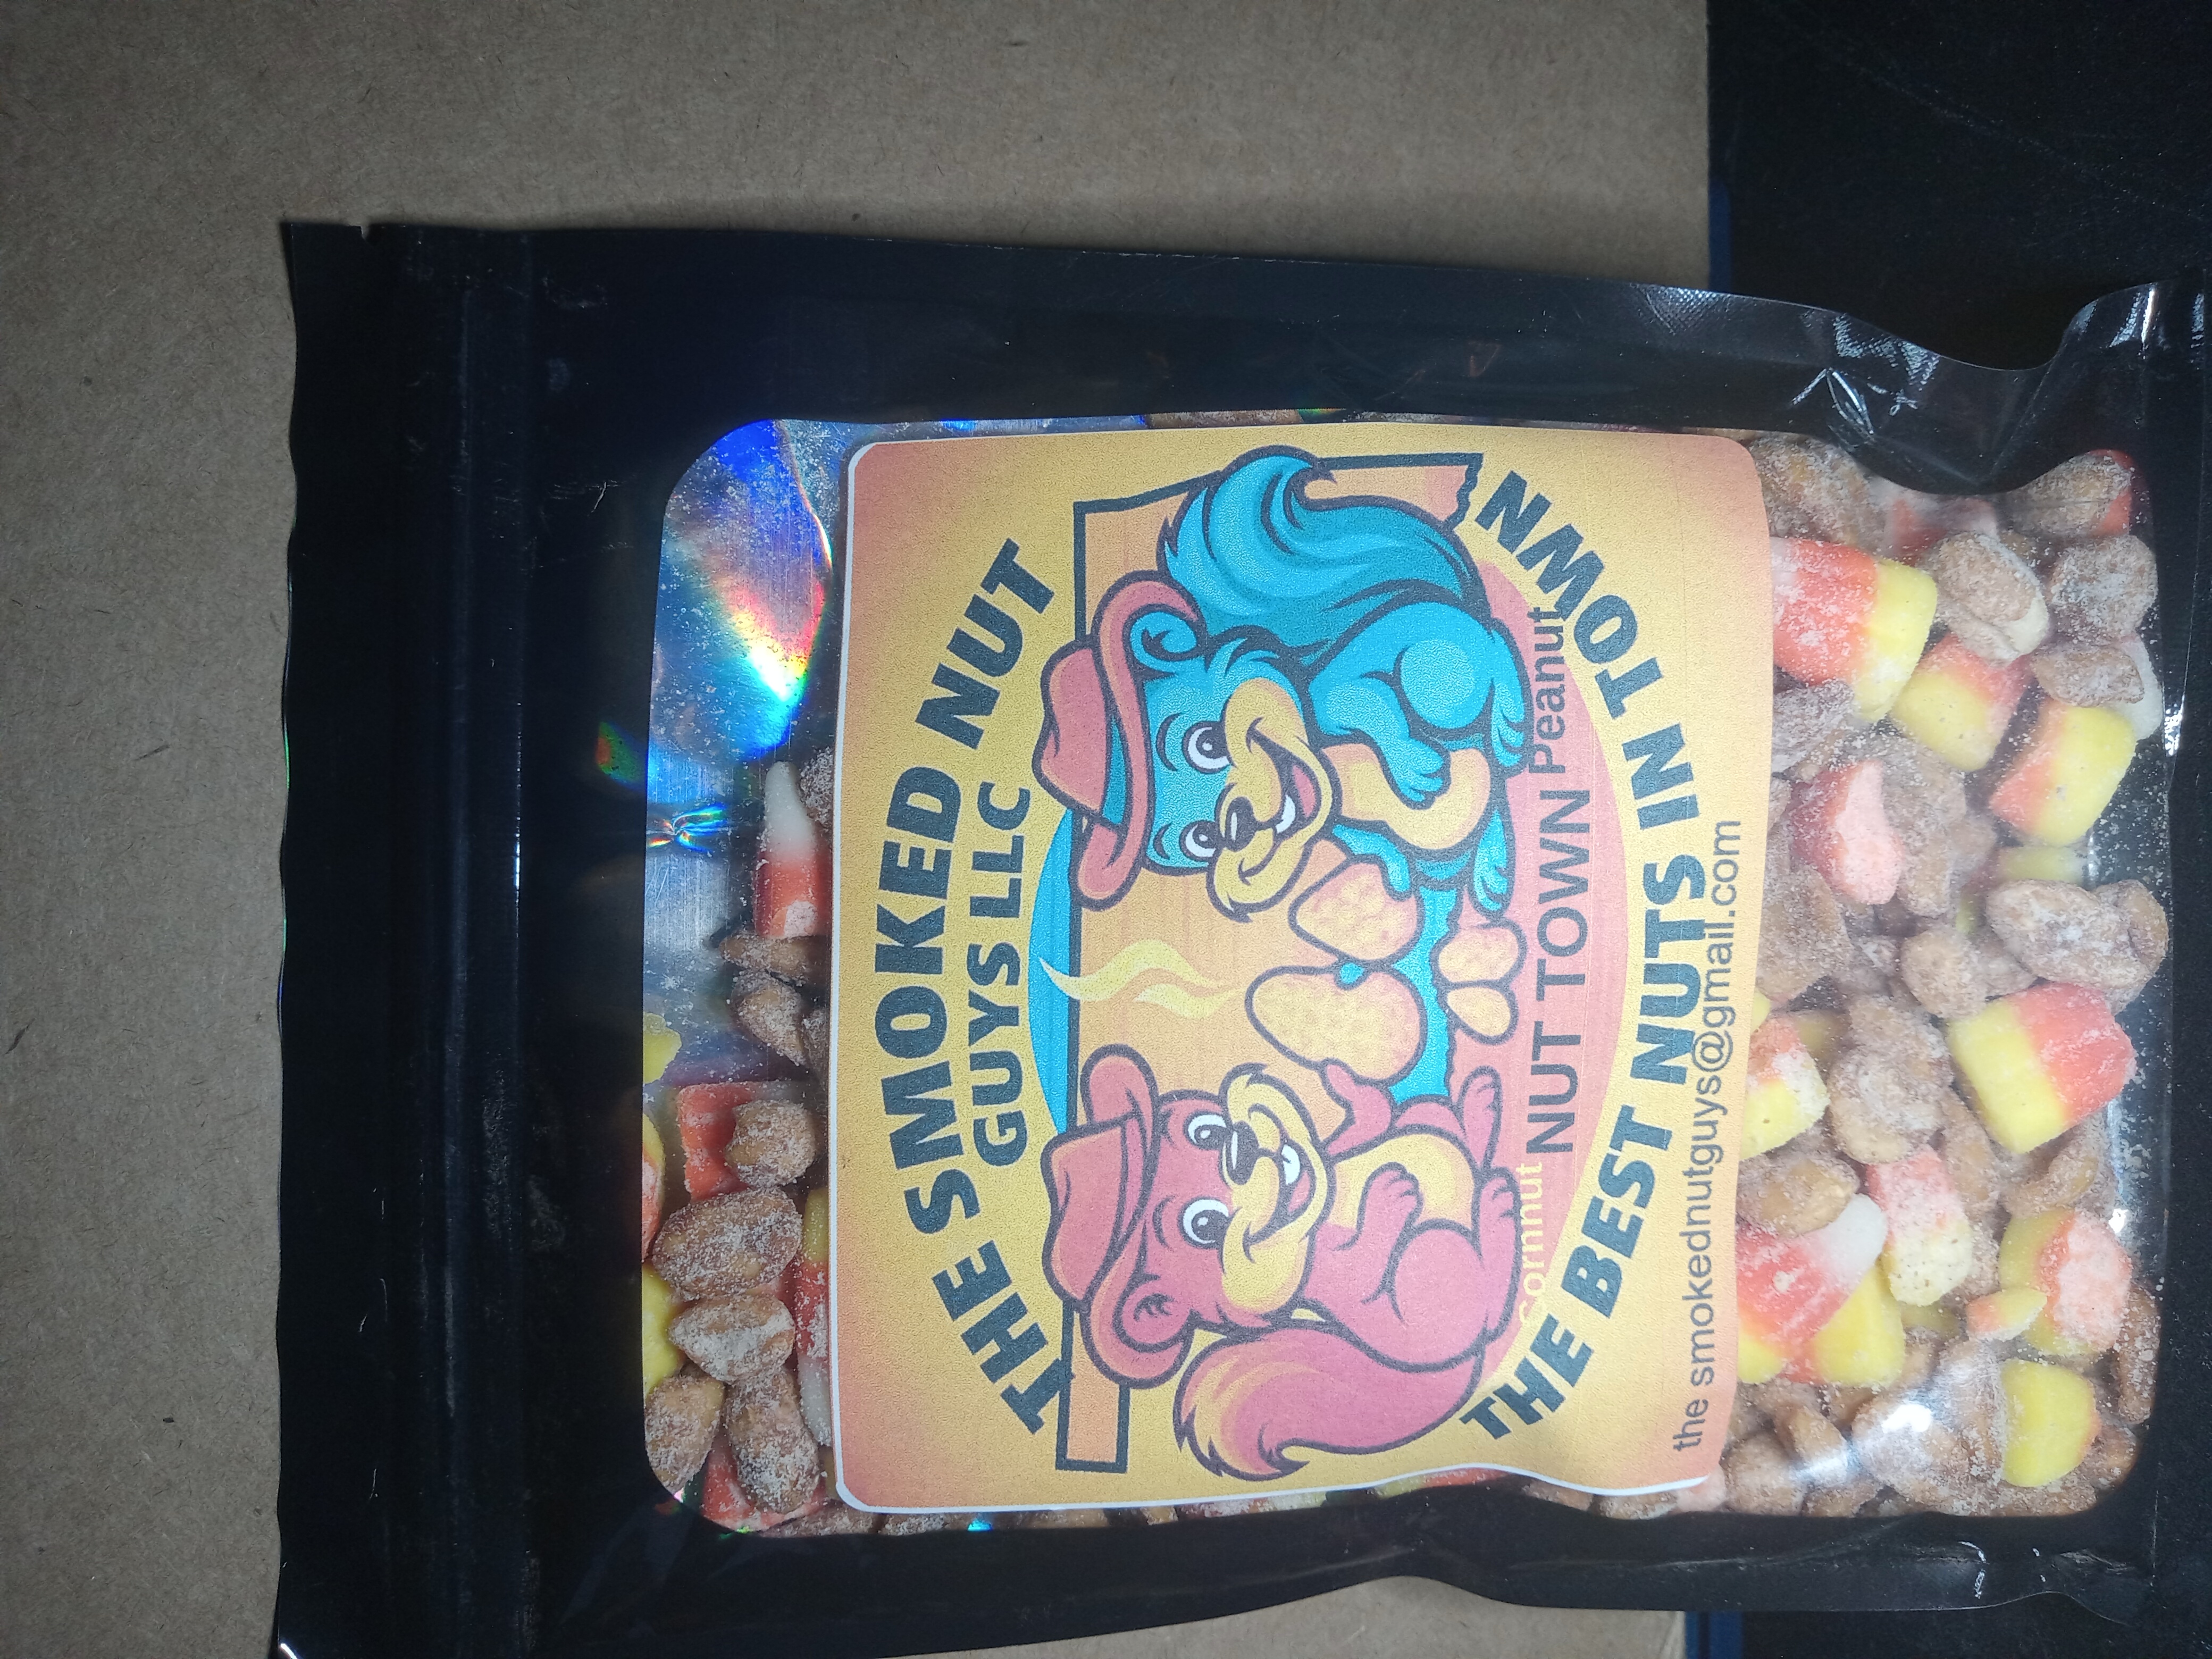 THE SMOKED NUT
GUYS LLC
cornnut NUT TOWN Peanut
THE BEST NUTS IN TOWN
the smokednutguys@gmail.com